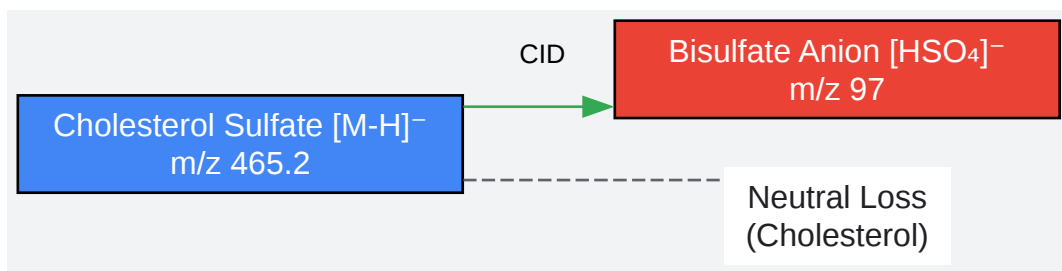 CID
Bisulfate Anion [HSO₄]⁻
m/z 97
Cholesterol Sulfate [M-H]⁻
m/z 465.2
Neutral Loss
(Cholesterol)